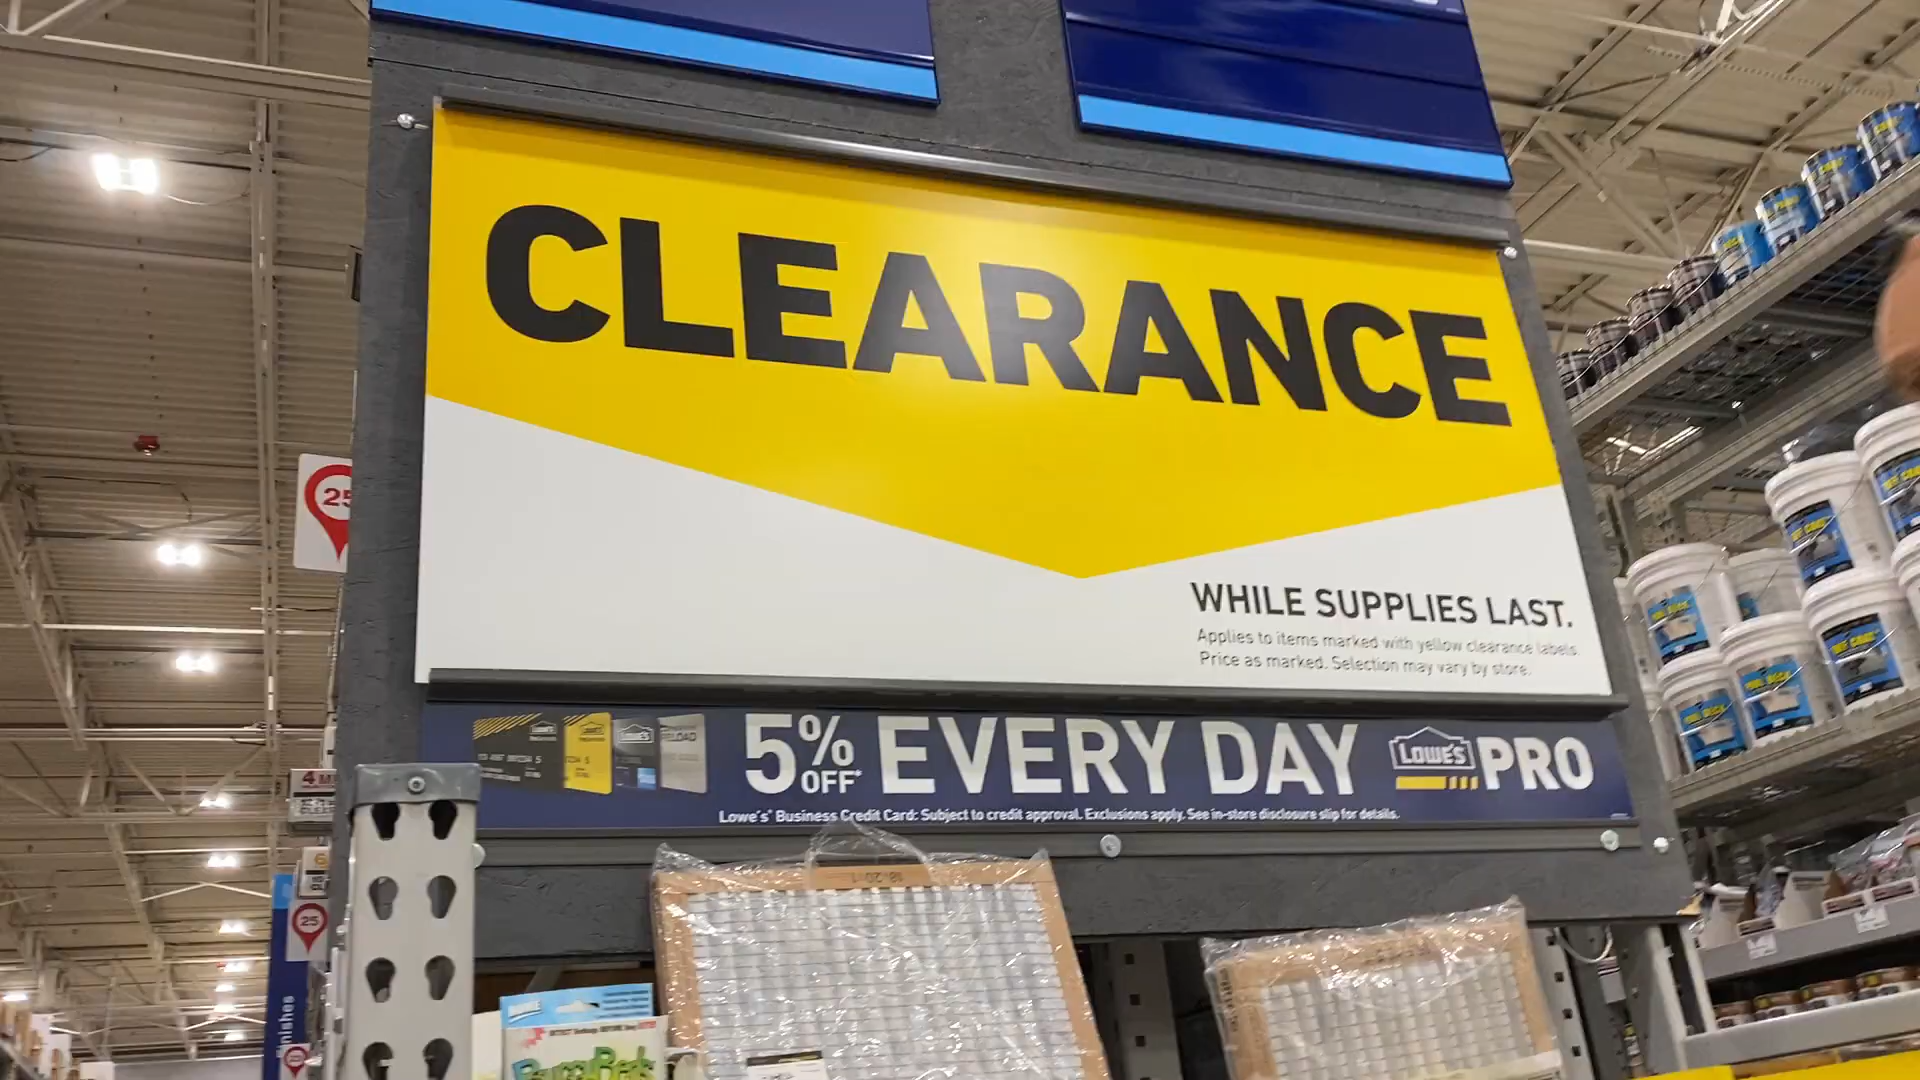 CLEARANCE
WHILE SUPPLIES LAST.
Applies to items marked with yellow clearance labels.
Price as marked. Selection may vary by store.
5% OFF* EVERY DAY LOWE'S PRO
Lowe's' Business Credit Card: Subject to credit approval. Exclusions apply. See in-store disclosure slip for details.
25
4
25